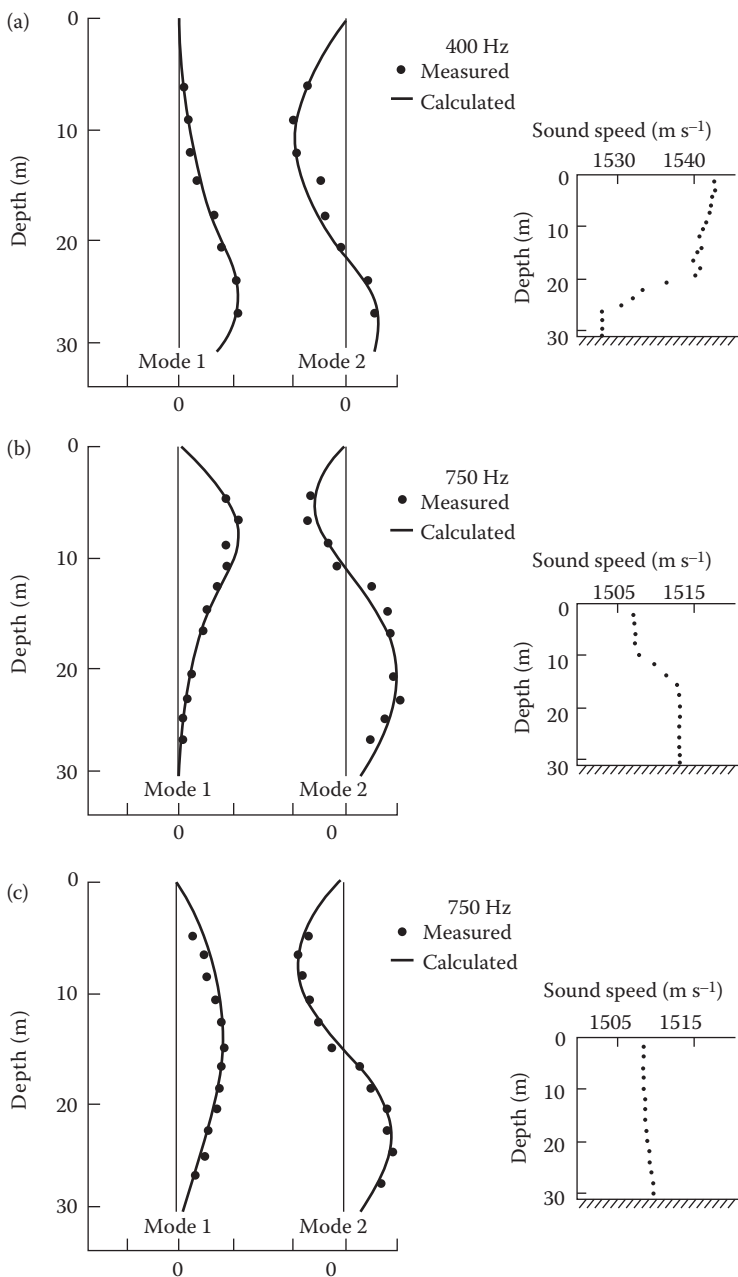 (a)
0
10
20
30
Depth (m)
Mode 1
Mode 2
0
0
400 Hz
Measured
Calculated
Sound speed (m s–1)
1530 1540
0
10
20
30
Depth (m)
(b)
0
10
20
30
Depth (m)
Mode 1
Mode 2
0
0
750 Hz
Measured
Calculated
Sound speed (m s–1)
1505 1515
0
10
20
30
Depth (m)
(c)
0
10
20
30
Depth (m)
Mode 1
Mode 2
0
0
750 Hz
Measured
Calculated
Sound speed (m s–1)
1505 1515
0
10
20
30
Depth (m)